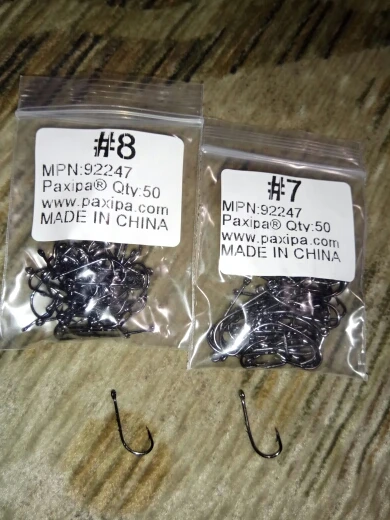 #8
MPN:92247
Paxipa® Qty:50
www.paxipa.com
MADE IN CHINA
#7
MPN:92247
Paxipa® Qty:50
www.paxipa.com
MADE IN CHINA